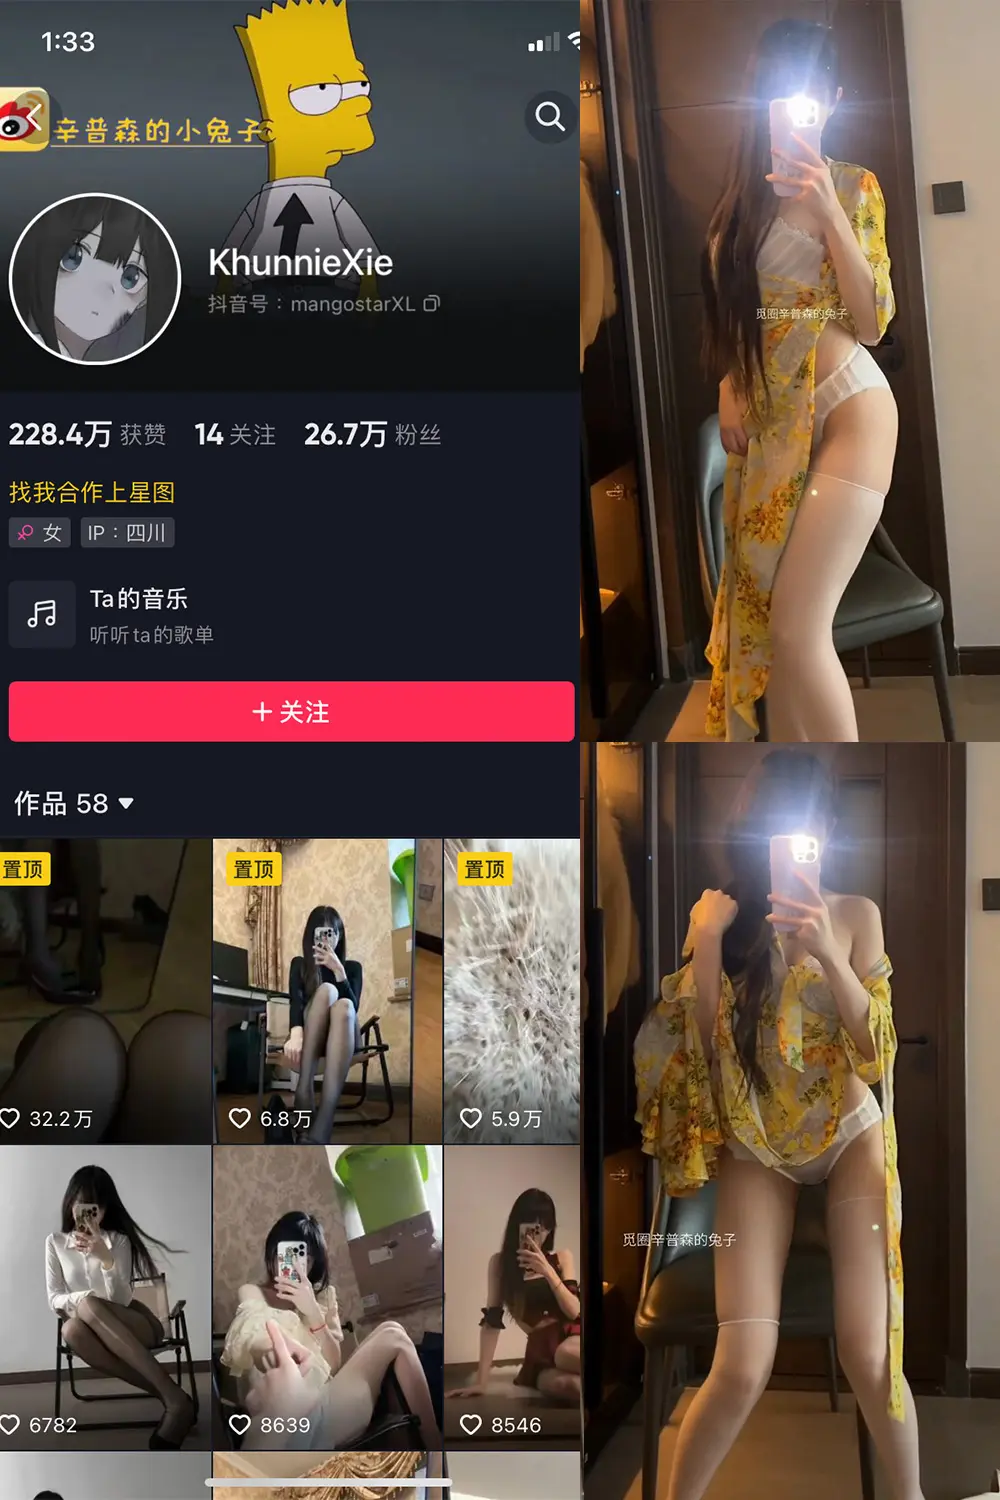 1:33
辛普森的小兔子
KhunnieXie
抖音号：mangostarXL
228.4万 获赞 14 关注 26.7万 粉丝
找我合作上星图
女 IP：四川
Ta的音乐
听听ta的歌单
+ 关注
作品 58
置顶 置顶 置顶
32.2万 6.8万 5.9万
6782 8639 8546
觅圈辛普森的兔子
觅圈辛普森的兔子